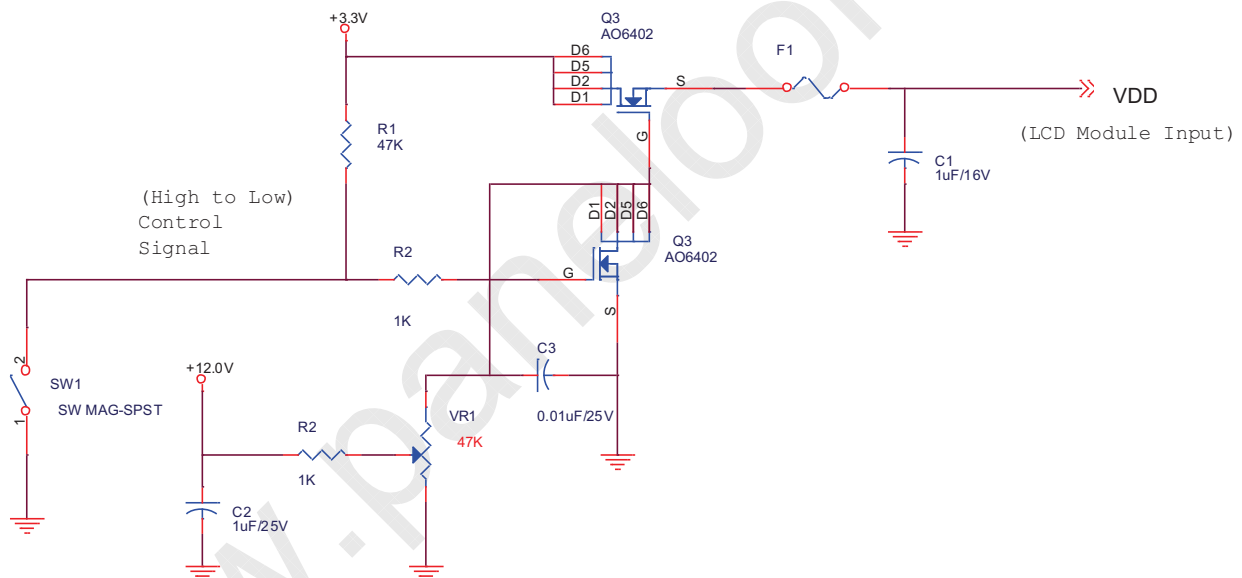 +3.3V
Q3
AO6402
D6
D5
D2
D1
S
G
F1
VDD
(LCD Module Input)
R1
47K
C1
1uF/16V
(High to Low)
Control
Signal
D1
D2
D5
D6
Q3
AO6402
R2
1K
G
S
2
1
SW1
SW MAG-SPST
+12.0V
C3
0.01uF/25V
VR1
47K
R2
1K
C2
1uF/25V
www.paneloo